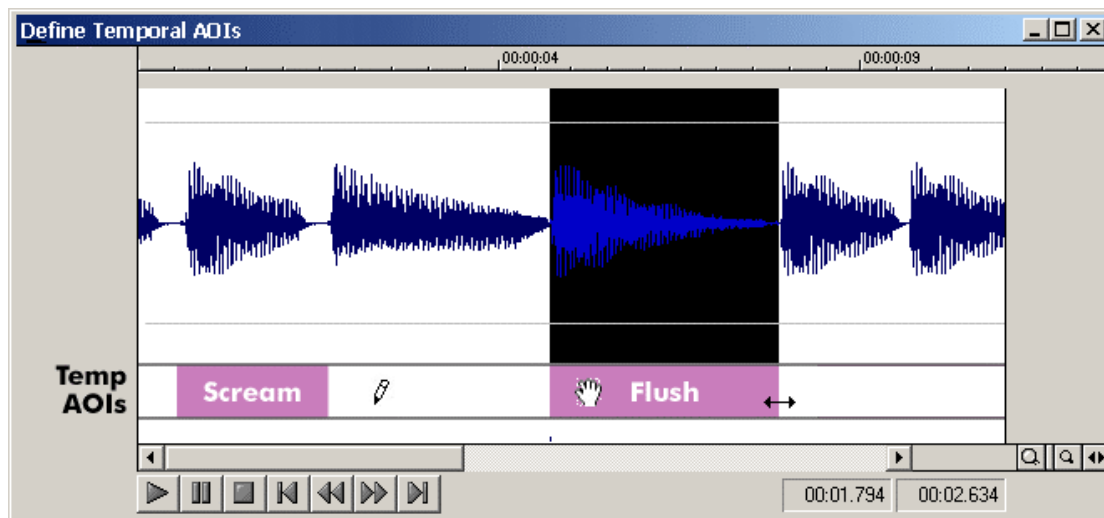 Define Temporal AOIs
00:00:04 00:00:09
Temp
AOIs
Scream
Flush
00:01.794 00:02.634